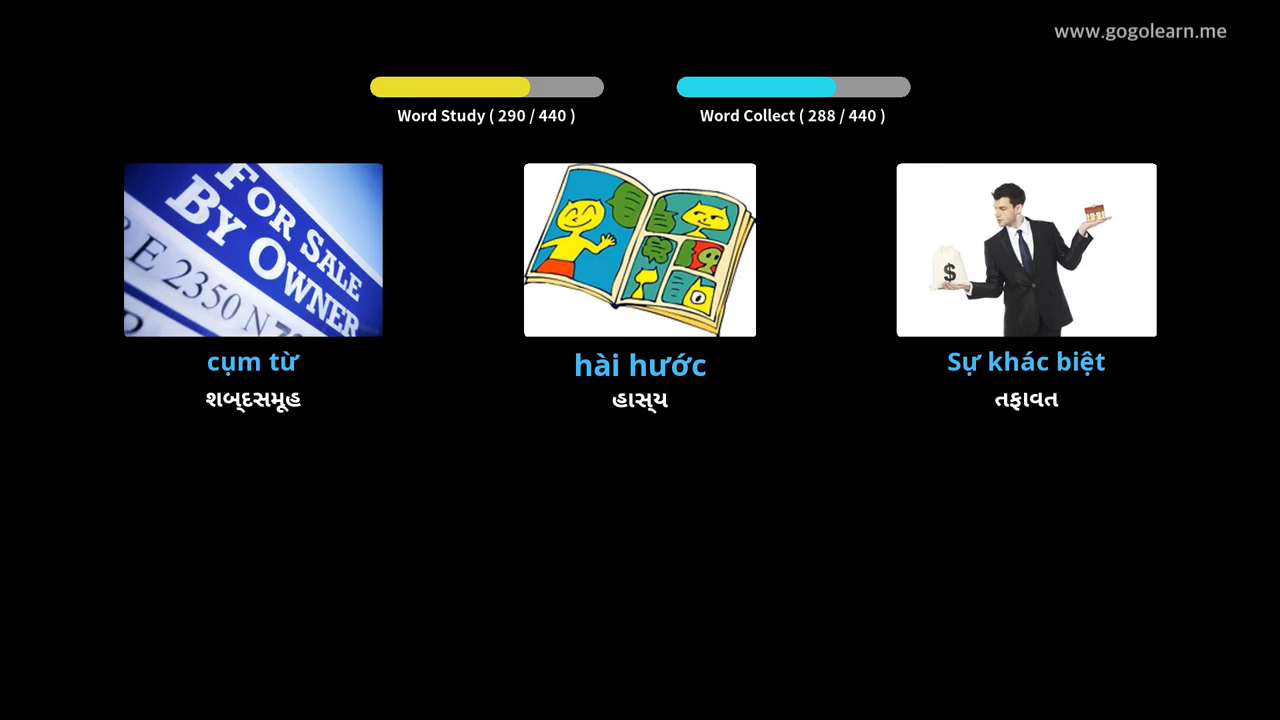 www.gogolearn.me
Word Study ( 290 / 440 )
Word Collect ( 288 / 440 )
FOR SALE
BY OWNER
E 2350 N
$
cụm từ
hài hước
Sự khác biệt
શબ્દસમૂહ
હાસ્ય
તફાવત